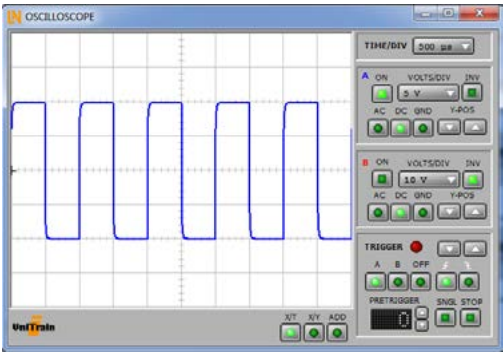 OSCILLOSCOPE
TIME/DIV 500 µs
A ON VOLTS/DIV INV
5 V
AC DC GND Y-POS
B ON VOLTS/DIV INV
10 V
AC DC GND Y-POS
TRIGGER
A B OFF
PRETRIGGER SNGL STOP
0
UniTrain
X/T X/Y ADD